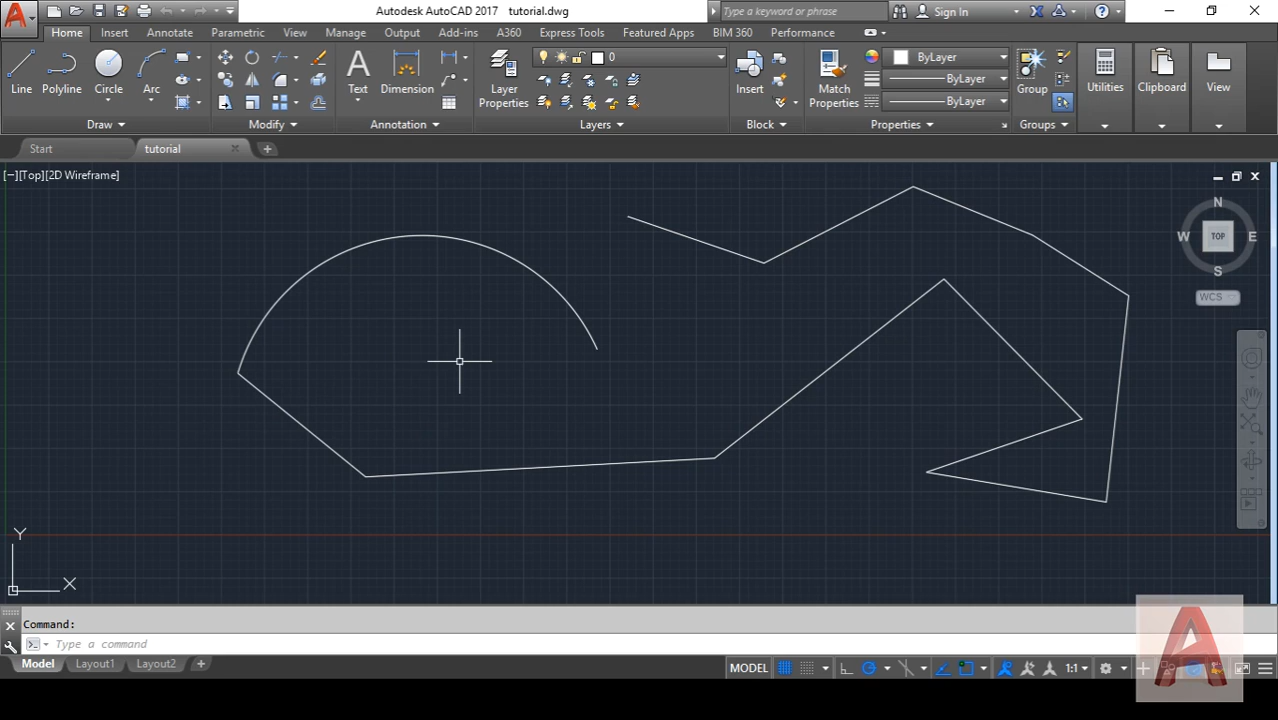 Autodesk AutoCAD 2017 tutorial.dwg
Type a keyword or phrase
Sign In
Home Insert Annotate Parametric View Manage Output Add-ins A360 Express Tools Featured Apps BIM 360 Performance
0
ByLayer
ByLayer
ByLayer
Line Polyline Circle Arc Text Dimension Layer Properties Insert Match Properties Group Utilities Clipboard View
Draw Modify Annotation Layers Block Properties Groups
Start tutorial
[−][Top][2D Wireframe]
N
W TOP E
S
WCS
Y
X
Command:
Type a command
Model Layout1 Layout2 MODEL 1:1